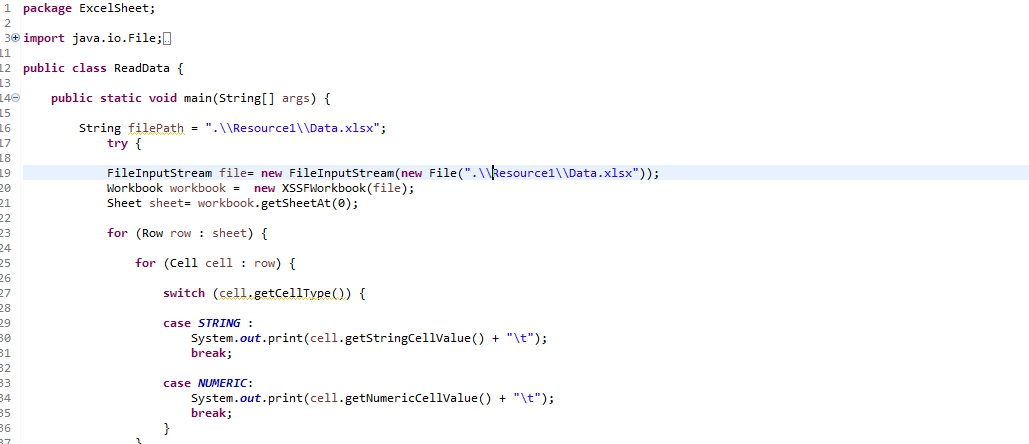 1 package ExcelSheet;
2
3 import java.io.File;
11
12 public class ReadData {
13
14 public static void main(String[] args) {
15
16 String filePath = ".\\Resource1\\Data.xlsx";
17 try {
18
19 FileInputStream file= new FileInputStream(new File(".\\Resource1\\Data.xlsx"));
20 Workbook workbook =  new XSSFWorkbook(file);
21 Sheet sheet= workbook.getSheetAt(0);
22
23 for (Row row : sheet) {
24
25 for (Cell cell : row) {
26
27 switch (cell.getCellType()) {
28
29 case STRING :
30 System.out.print(cell.getStringCellValue() + "\t");
31 break;
32
33 case NUMERIC:
34 System.out.print(cell.getNumericCellValue() + "\t");
35 break;
36 }
37 }